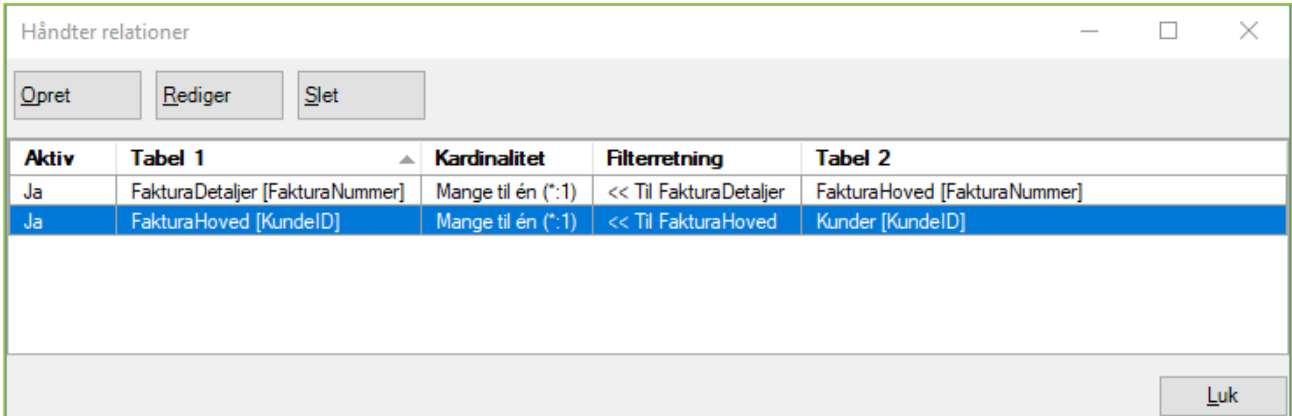 Håndter relationer
Opret Rediger Slet
Aktiv Tabel 1 Kardinalitet Filterretning Tabel 2
Ja FakturaDetaljer [FakturaNummer] Mange til én (*:1) << Til FakturaDetaljer FakturaHoved [FakturaNummer]
Ja FakturaHoved [KundeID] Mange til én (*:1) << Til FakturaHoved Kunder [KundeID]
Luk